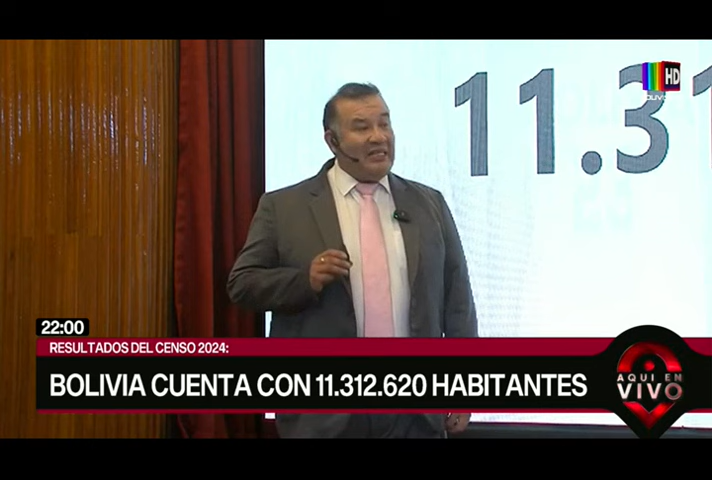 11.31
HD
22:00
RESULTADOS DEL CENSO 2024:
BOLIVIA CUENTA CON 11.312.620 HABITANTES
AQUI EN
VIVO